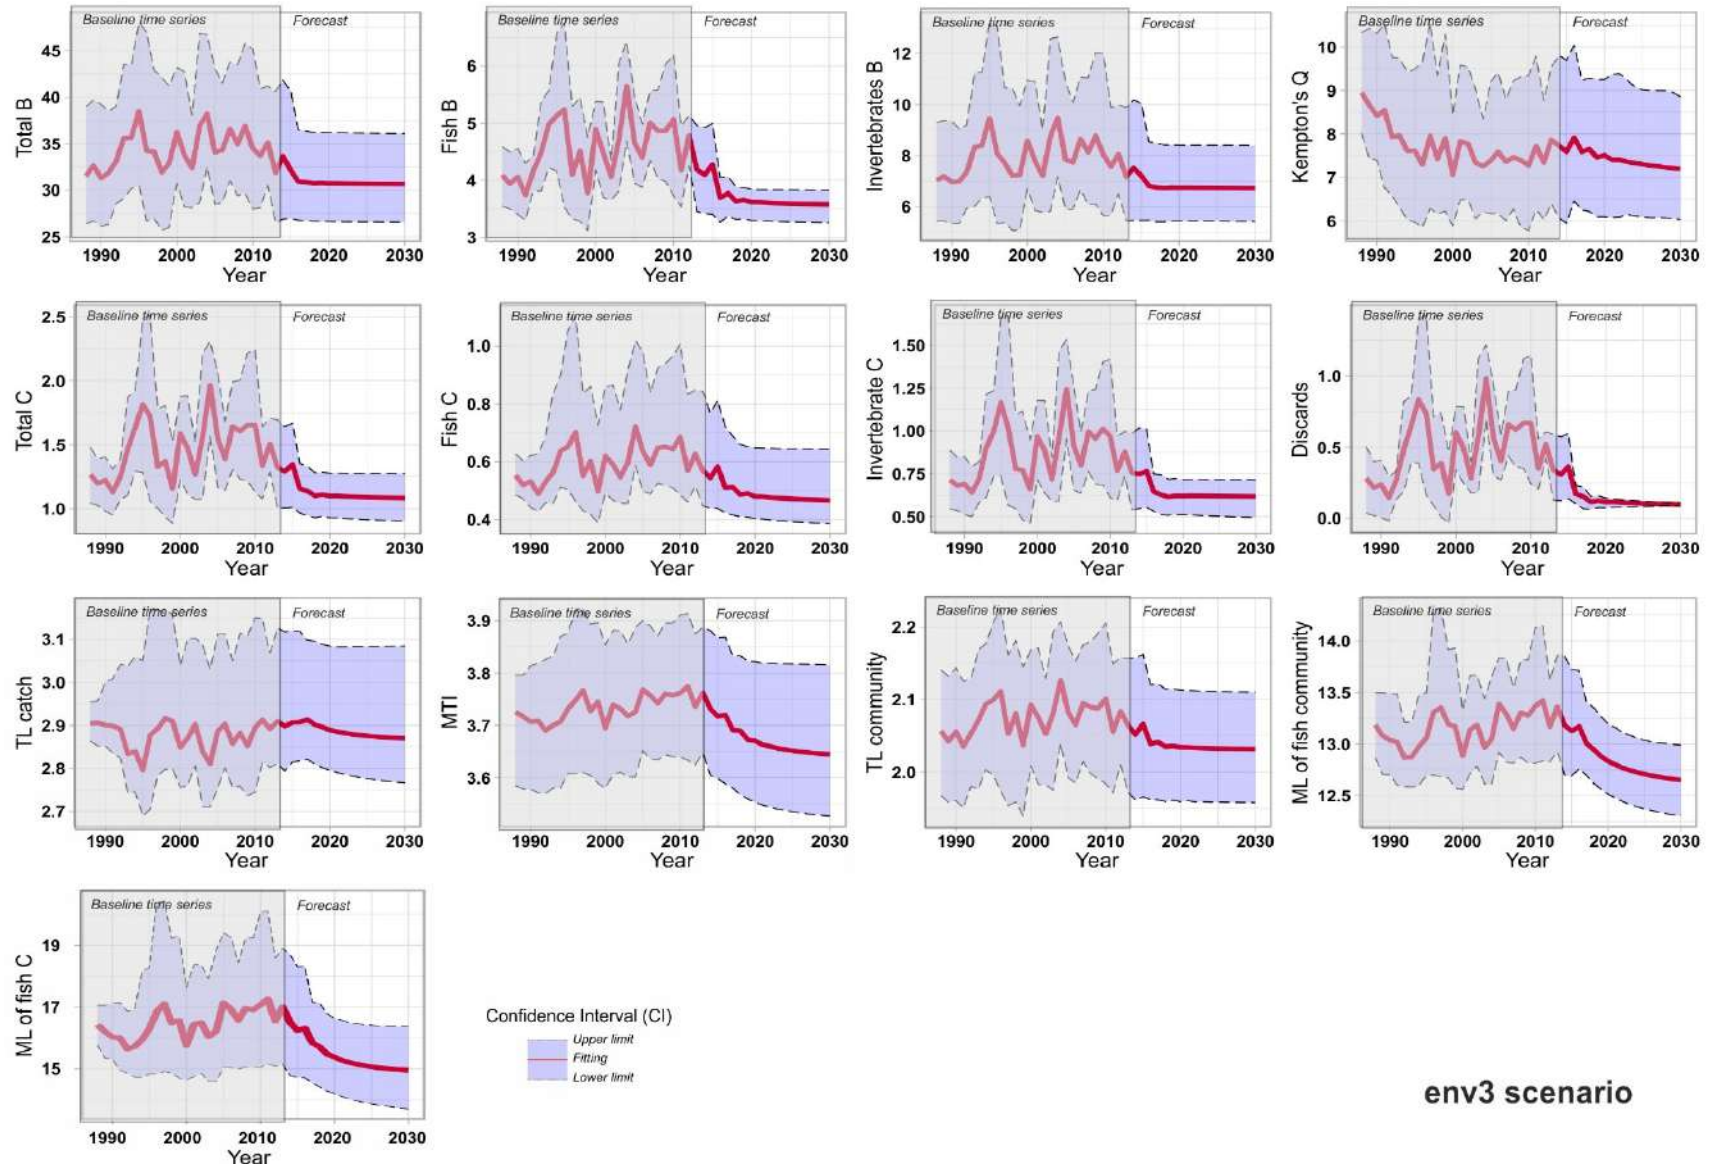 Baseline time series Forecast
Total B
45
40
35
30
25
1990 2000 2010 2020 2030
Year
Baseline time series Forecast
Fish B
6
5
4
3
1990 2000 2010 2020 2030
Year
Baseline time series Forecast
Invertebrates B
12
10
8
6
1990 2000 2010 2020 2030
Year
Baseline time series Forecast
Kempton's Q
10
9
8
7
6
1990 2000 2010 2020 2030
Year
Baseline time series Forecast
Total C
2.5
2.0
1.5
1.0
1990 2000 2010 2020 2030
Year
Baseline time series Forecast
Fish C
1.0
0.8
0.6
0.4
1990 2000 2010 2020 2030
Year
Baseline time series Forecast
Invertebrate C
1.50
1.25
1.00
0.75
0.50
1990 2000 2010 2020 2030
Year
Baseline time series Forecast
Discards
1.0
0.5
0.0
1990 2000 2010 2020 2030
Year
Baseline time series Forecast
TL catch
3.1
3.0
2.9
2.8
2.7
1990 2000 2010 2020 2030
Year
Baseline time series Forecast
MTI
3.9
3.8
3.7
3.6
1990 2000 2010 2020 2030
Year
Baseline time series Forecast
TL community
2.2
2.1
2.0
1990 2000 2010 2020 2030
Year
Baseline time series Forecast
ML of fish community
14.0
13.5
13.0
12.5
1990 2000 2010 2020 2030
Year
Baseline time series Forecast
ML of fish C
19
17
15
1990 2000 2010 2020 2030
Year
Confidence Interval (CI)
Upper limit
Fitting
Lower limit
env3 scenario